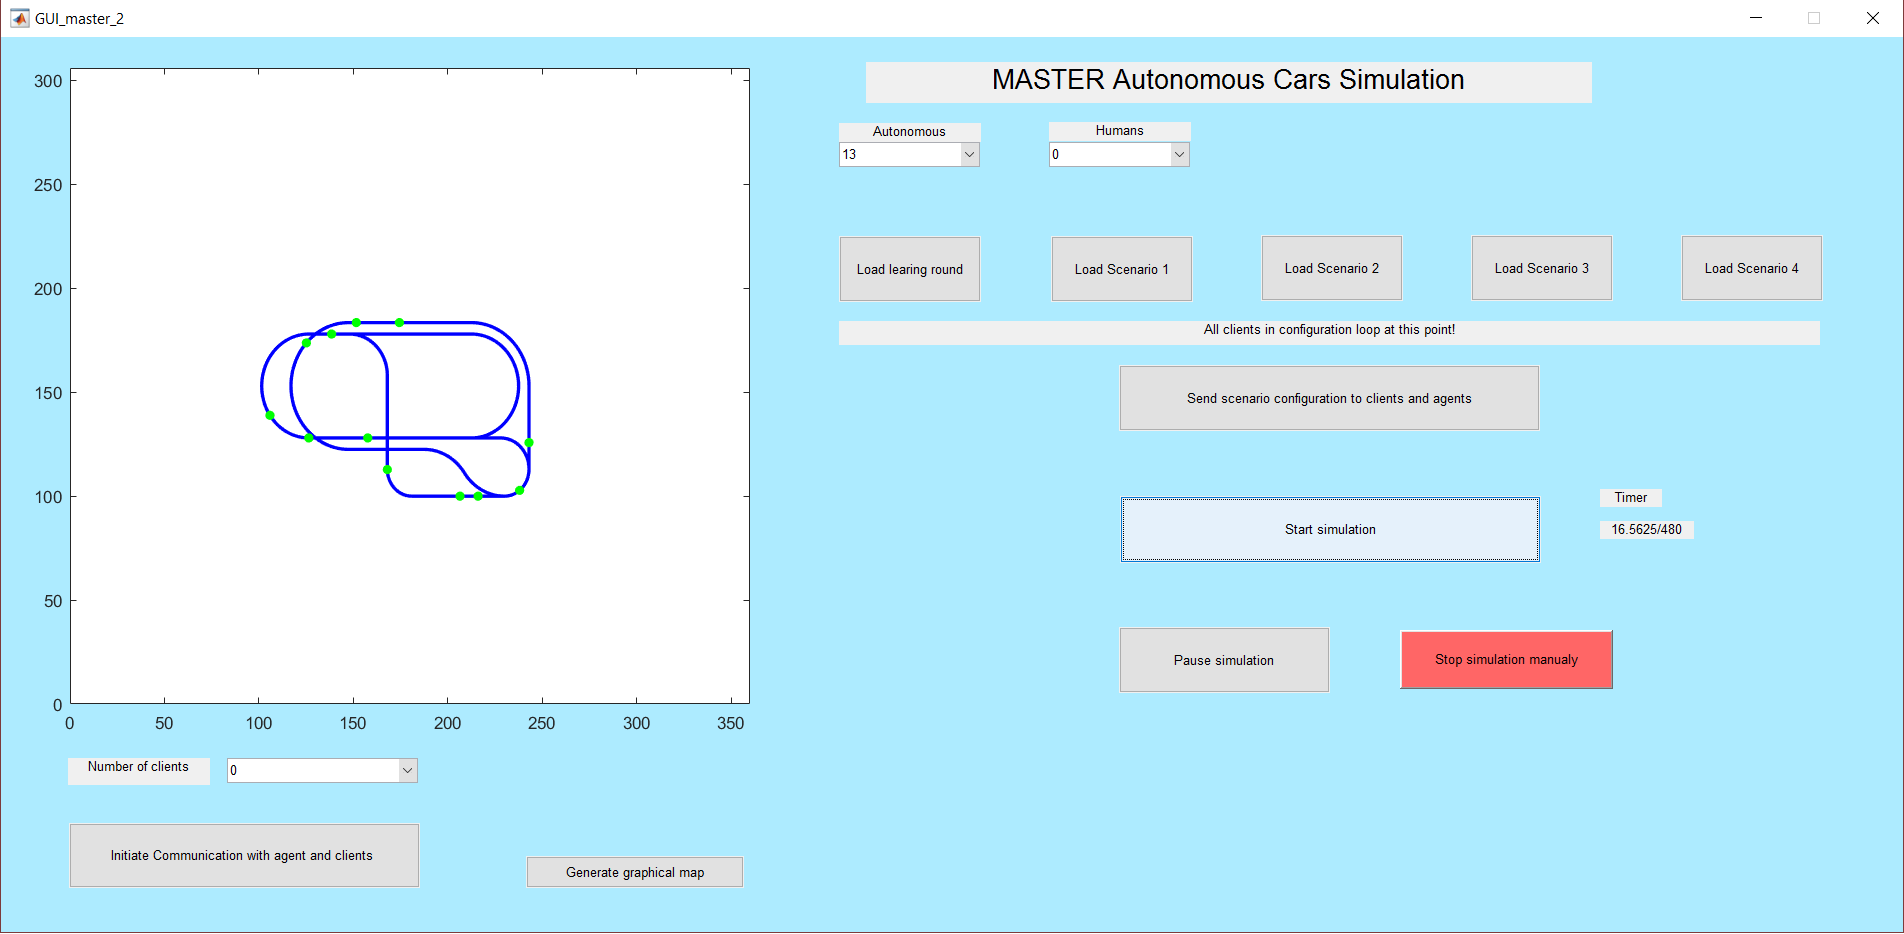 GUI_master_2
MASTER Autonomous Cars Simulation
Autonomous
Humans
13
0
Load learing round
Load Scenario 1
Load Scenario 2
Load Scenario 3
Load Scenario 4
All clients in configuration loop at this point!
Send scenario configuration to clients and agents
Start simulation
Timer
16.5625/480
Pause simulation
Stop simulation manualy
300
250
200
150
100
50
0
0 50 100 150 200 250 300 350
Number of clients
0
Initiate Communication with agent and clients
Generate graphical map